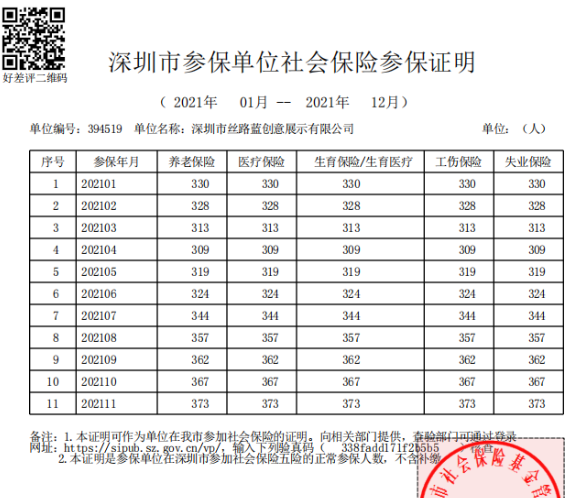 好差评二维码
深圳市参保单位社会保险参保证明
（ 2021年 01月 -- 2021年 12月）
单位编号：394519 单位名称：深圳市丝路蓝创意展示有限公司 单位：（人）
序号 参保年月 养老保险 医疗保险 生育保险/生育医疗 工伤保险 失业保险
1 202101 330 330 330 330 330
2 202102 328 328 328 328 328
3 202103 313 313 313 313 313
4 202104 309 309 309 309 309
5 202105 319 319 319 319 319
6 202106 324 324 324 324 324
7 202107 344 344 344 344 344
8 202108 357 357 357 357 357
9 202109 362 362 362 362 362
10 202110 367 367 367 367 367
11 202111 373 373 373 373 373
备注：1.本证明可作为单位在我市参加社会保险的证明。向相关部门提供，查验部门可通过登录
网址：https://sipub.sz.gov.cn/vp/，输入下列验真码（ 338fadd171f2b5b5 核查
2.本证明是参保单位在深圳市参加社会保险五险的正常参保人数，不含补缴
市社会保险基金管